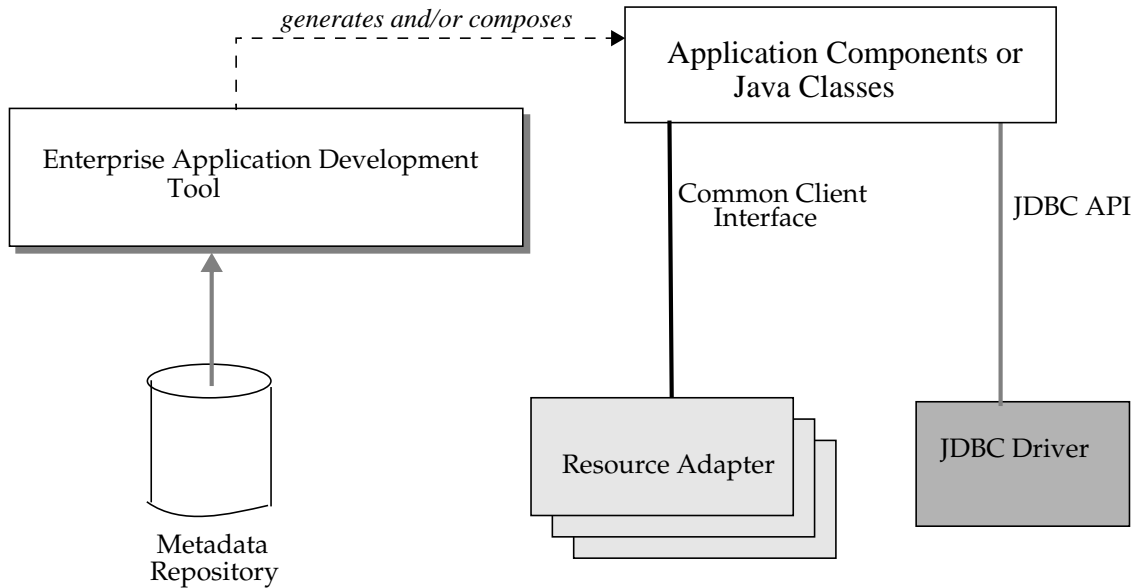 generates and/or composes
Application Components or
Java Classes
Enterprise Application Development
Tool
Common Client
Interface
JDBC API
Resource Adapter
JDBC Driver
Metadata
Repository